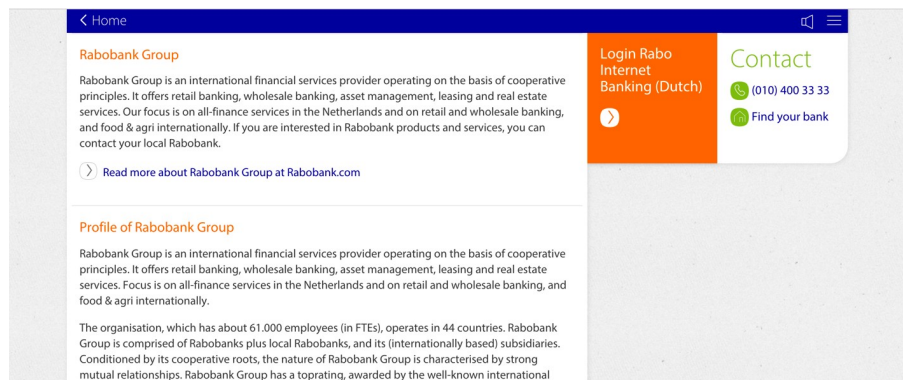 Home
Rabobank Group
Rabobank Group is an international financial services provider operating on the basis of cooperative
principles. It offers retail banking, wholesale banking, asset management, leasing and real estate
services. Our focus is on all-finance services in the Netherlands and on retail and wholesale banking,
and food & agri internationally. If you are interested in Rabobank products and services, you can
contact your local Rabobank.
Read more about Rabobank Group at Rabobank.com
Profile of Rabobank Group
Rabobank Group is an international financial services provider operating on the basis of cooperative
principles. It offers retail banking, wholesale banking, asset management, leasing and real estate
services. Focus is on all-finance services in the Netherlands and on retail and wholesale banking, and
food & agri internationally.
The organisation, which has about 61.000 employees (in FTEs), operates in 44 countries. Rabobank
Group is comprised of Rabobanks plus local Rabobanks, and its (internationally based) subsidiaries.
Conditioned by its cooperative roots, the nature of Rabobank Group is characterised by strong
mutual relationships. Rabobank Group has a toprating, awarded by the well-known international
Login Rabo
Internet
Banking (Dutch)
Contact
(010) 400 33 33
Find your bank